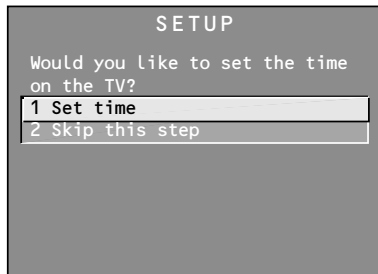 SETUP
Would you like to set the time
on the TV?
1 Set time
2 Skip this step